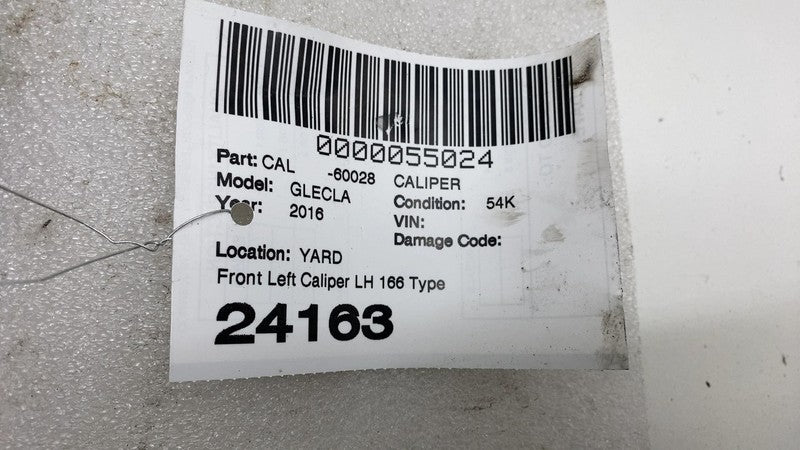 0000055024
Part: CAL -60028 CALIPER
Model: GLECLA Condition: 54K
Year: 2016 VIN:
Damage Code:
Location: YARD
Front Left Caliper LH 166 Type
24163